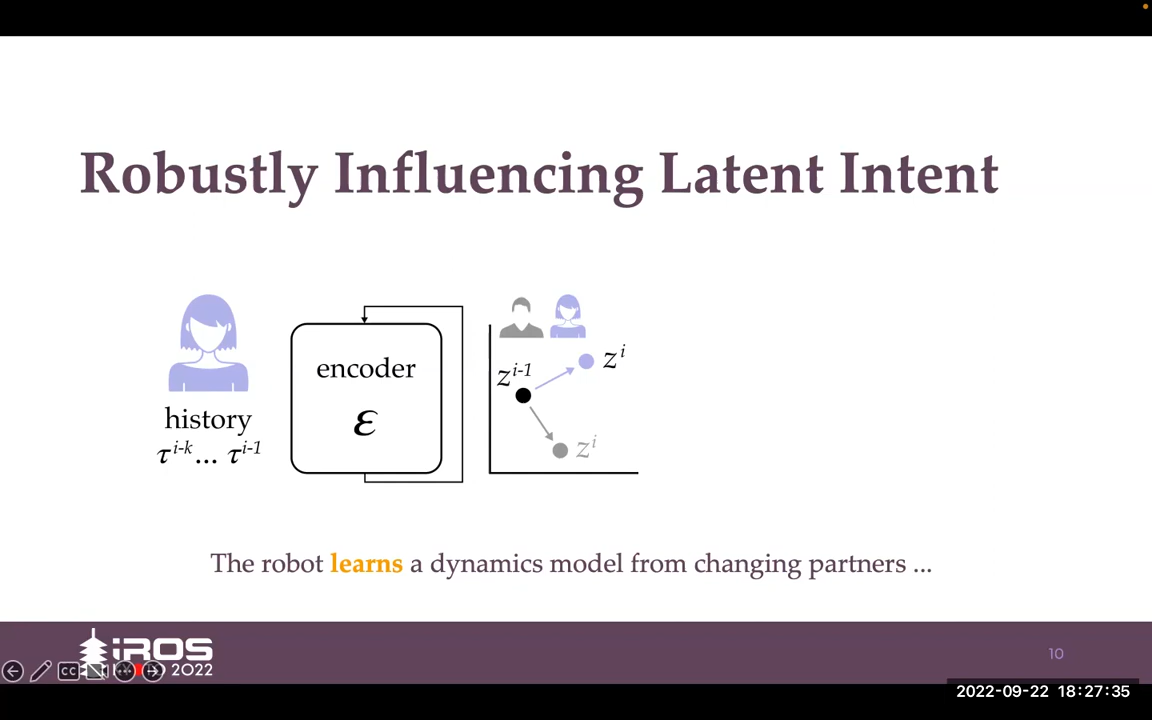 Robustly Influencing Latent Intent
history
τ^i-k... τ^i-1
encoder
ε
z^i-1
z^i
z^i
The robot learns a dynamics model from changing partners ...
iROS
2022
CC
10
2022-09-22 18:27:35